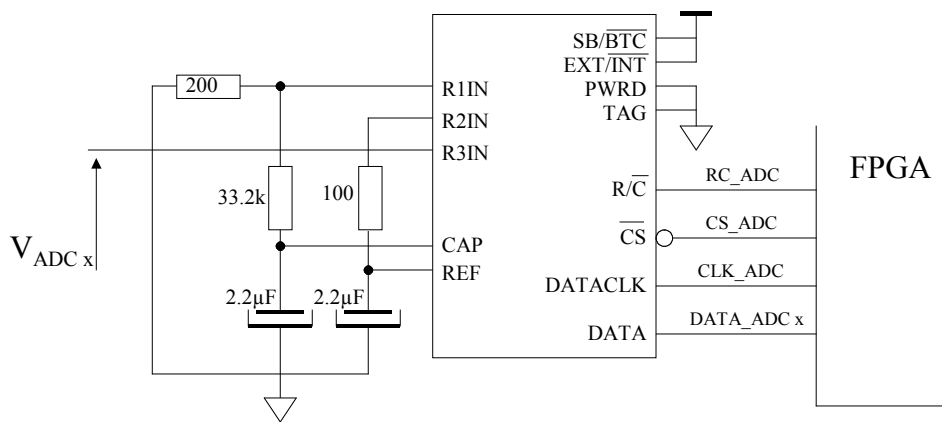 200
33.2k
100
2.2µF
2.2µF
V ADC x
R1IN
R2IN
R3IN
CAP
REF
SB/BTC
EXT/INT
PWRD
TAG
R/C
CS
DATACLK
DATA
RC_ADC
CS_ADC
CLK_ADC
DATA_ADC x
FPGA